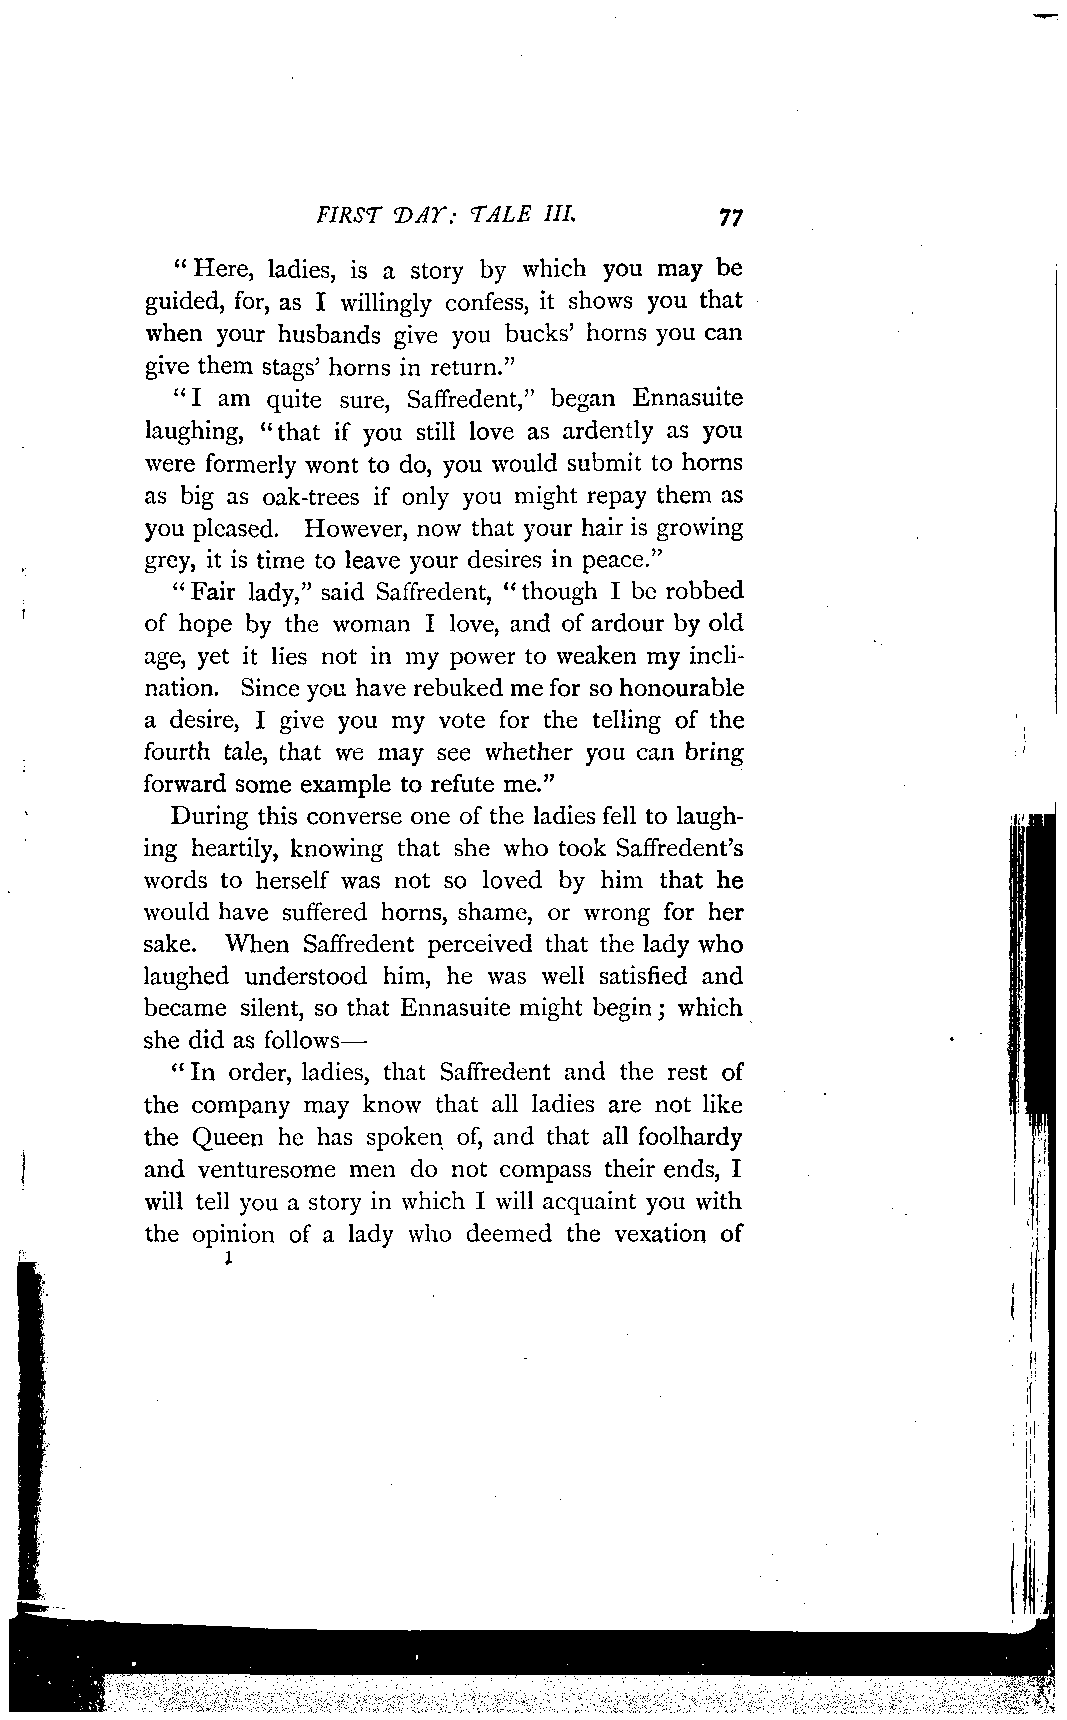 FIRST DAY: TALE III. 77
“Here, ladies, is a story by which you may be
guided, for, as I willingly confess, it shows you that
when your husbands give you bucks’ horns you can
give them stags’ horns in return.”
“I am quite sure, Saffredent,” began Ennasuite
laughing, “that if you still love as ardently as you
were formerly wont to do, you would submit to horns
as big as oak-trees if only you might repay them as
you pleased. However, now that your hair is growing
grey, it is time to leave your desires in peace.”
“Fair lady,” said Saffredent, “though I be robbed
of hope by the woman I love, and of ardour by old
age, yet it lies not in my power to weaken my incli-
nation. Since you have rebuked me for so honourable
a desire, I give you my vote for the telling of the
fourth tale, that we may see whether you can bring
forward some example to refute me.”
During this converse one of the ladies fell to laugh-
ing heartily, knowing that she who took Saffredent’s
words to herself was not so loved by him that he
would have suffered horns, shame, or wrong for her
sake. When Saffredent perceived that the lady who
laughed understood him, he was well satisfied and
became silent, so that Ennasuite might begin; which
she did as follows—
“In order, ladies, that Saffredent and the rest of
the company may know that all ladies are not like
the Queen he has spoken of, and that all foolhardy
and venturesome men do not compass their ends, I
will tell you a story in which I will acquaint you with
the opinion of a lady who deemed the vexation of
1